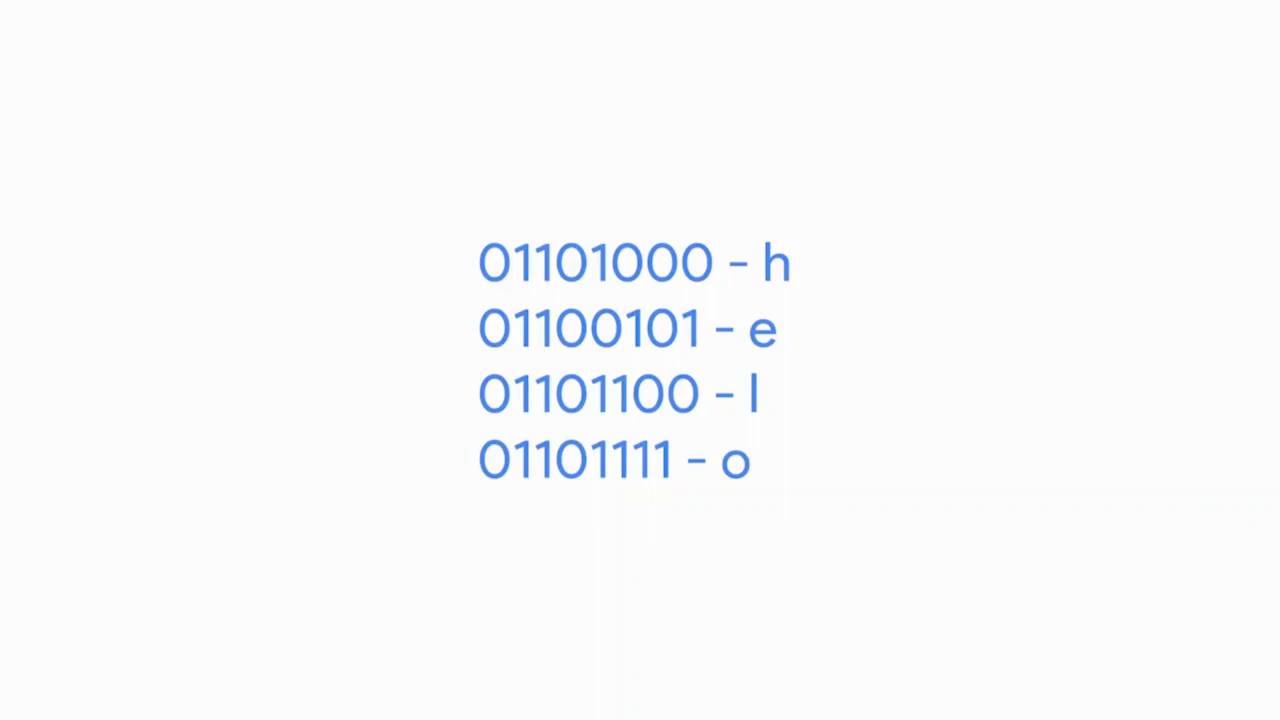 01101000 - h
01100101 - e
01101100 - l
01101111 - o